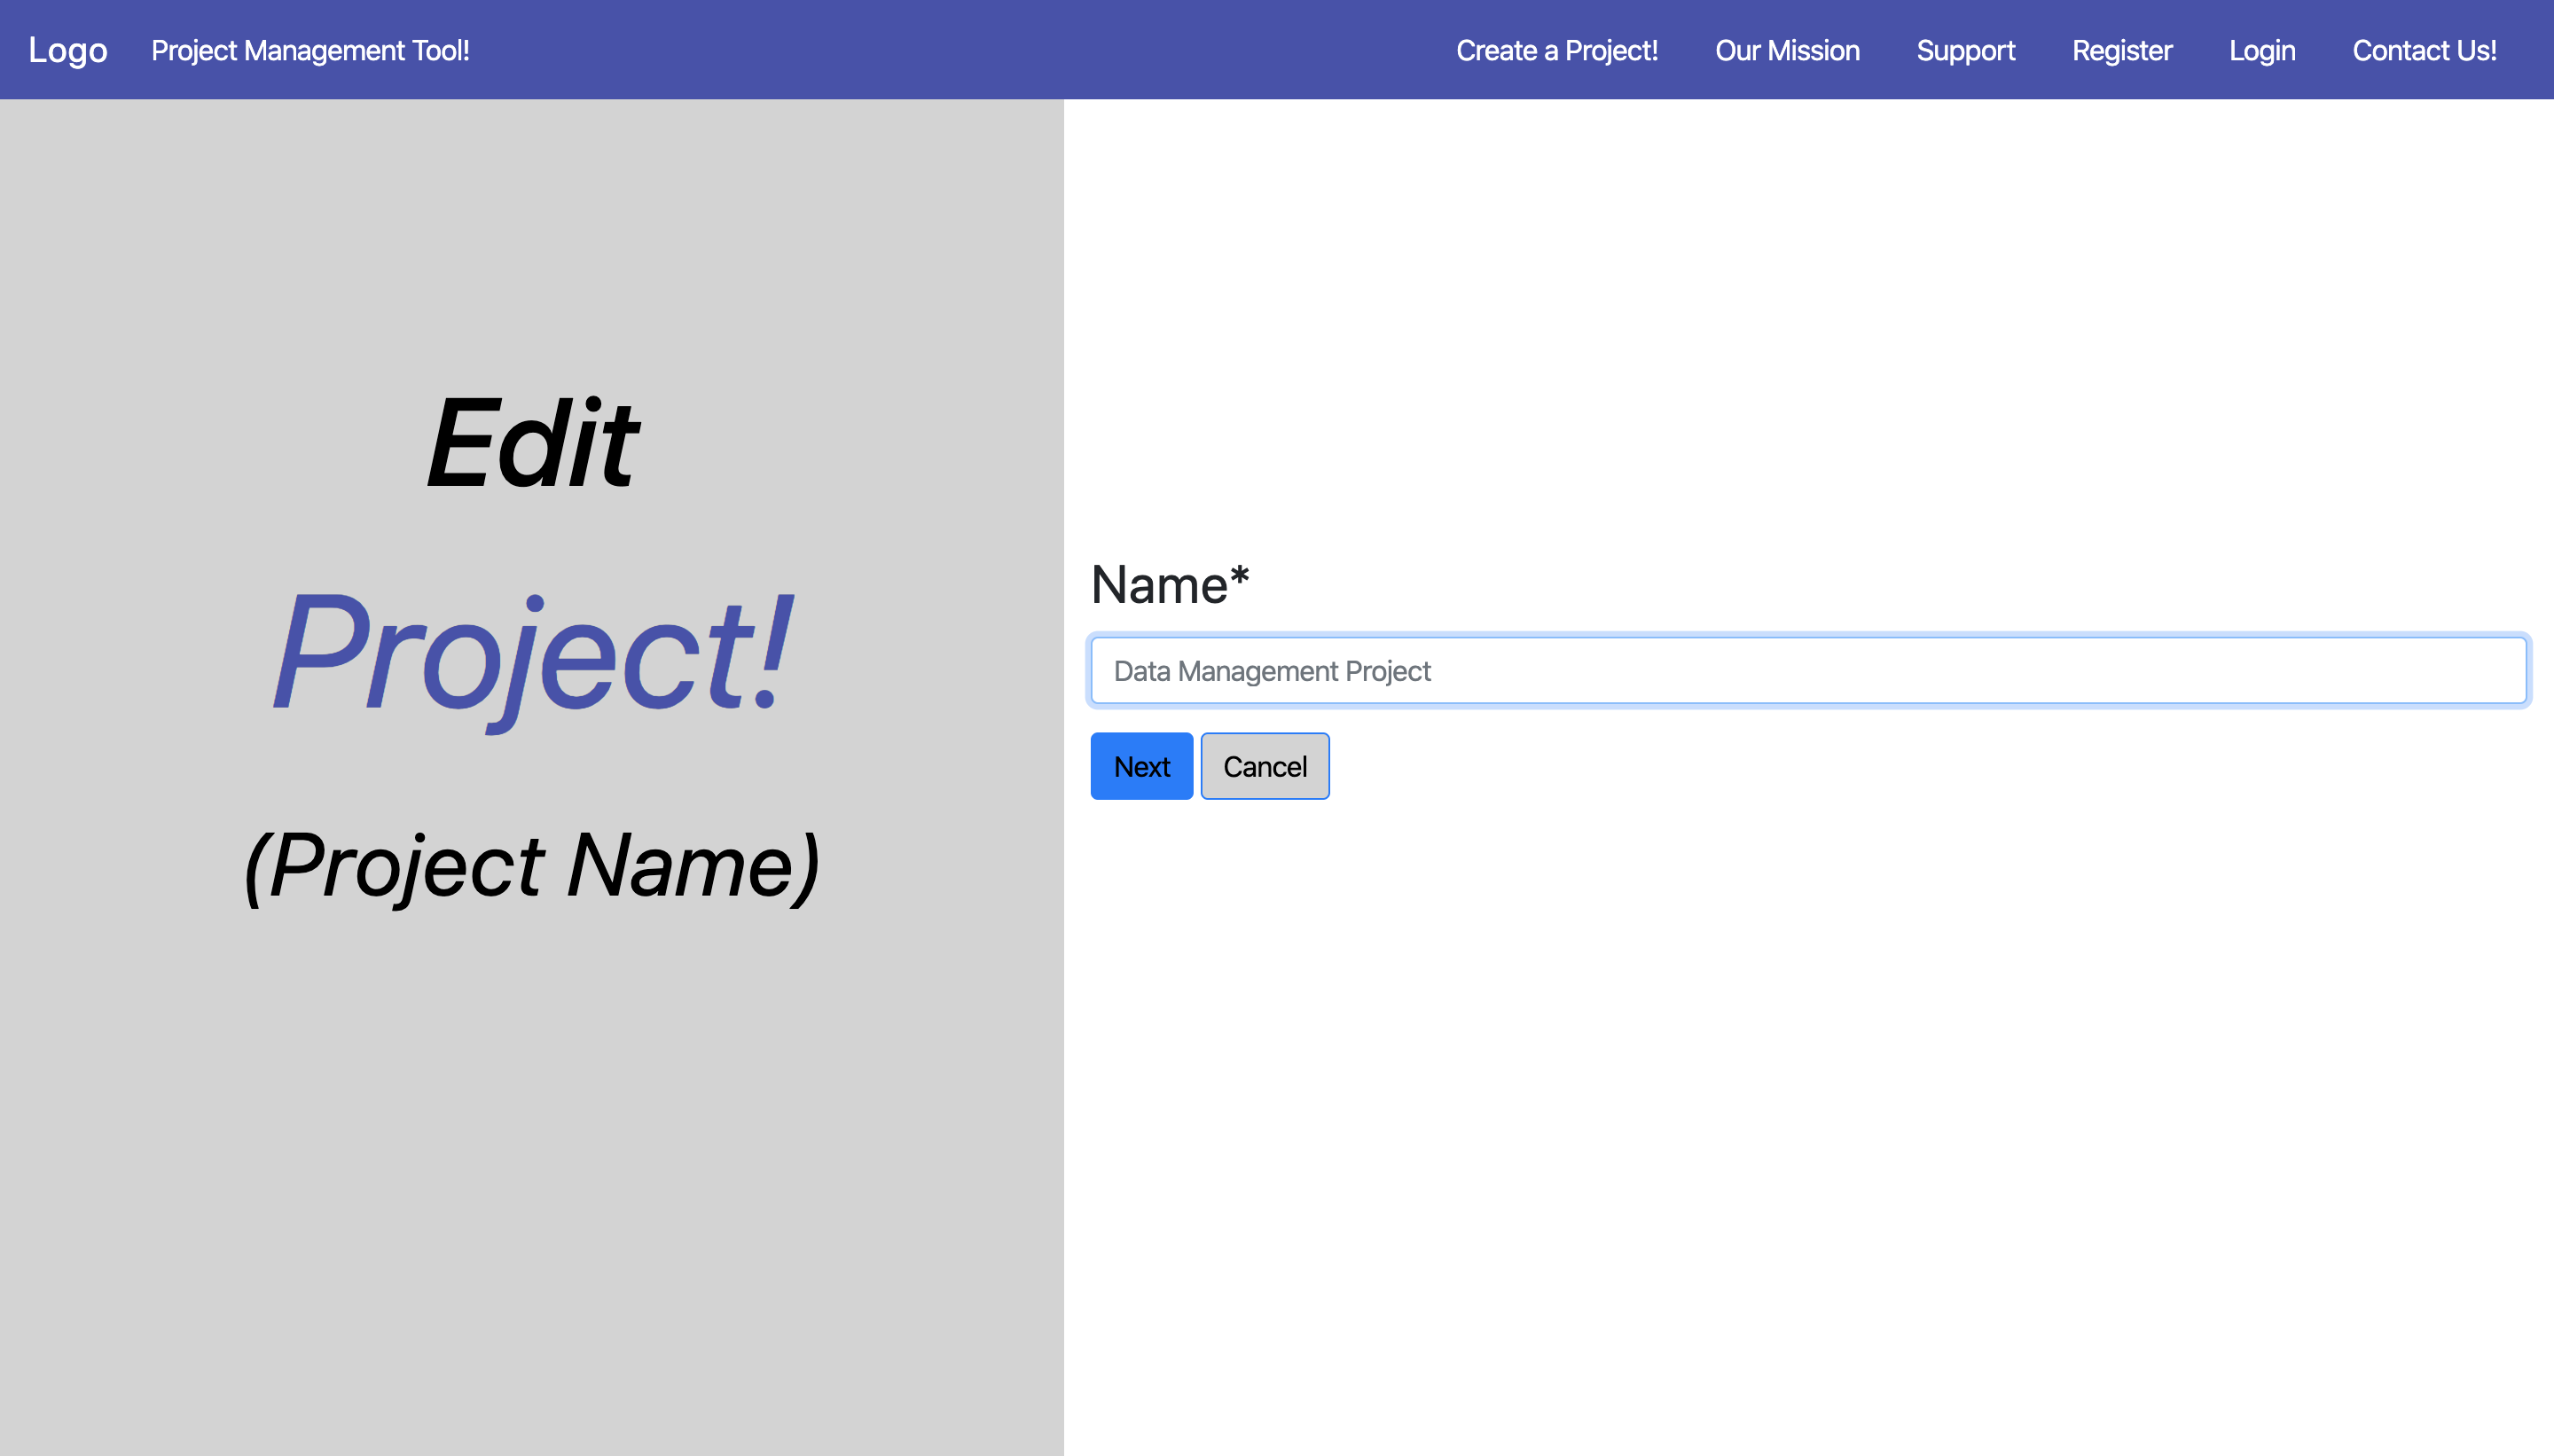 Logo Project Management Tool! Create a Project! Our Mission Support Register Login Contact Us!
Edit
Project!
(Project Name)
Name*
Data Management Project
Next Cancel